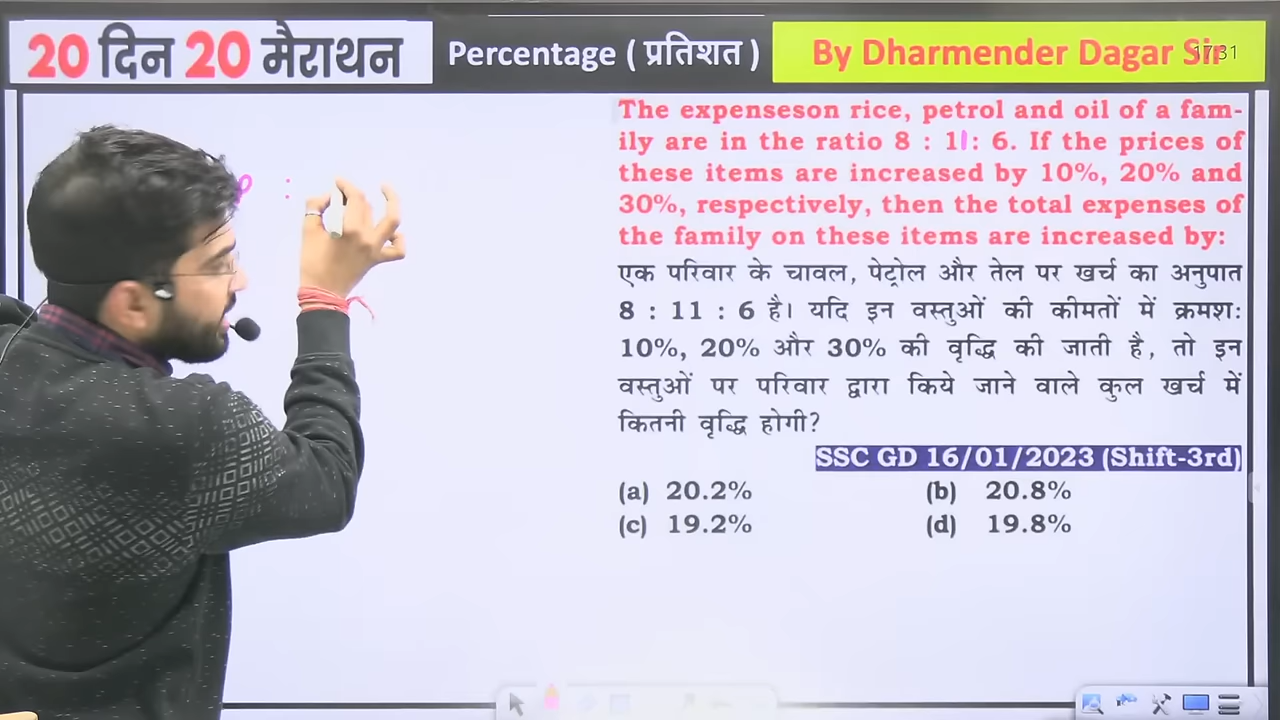 20 दिन 20 मैराथन
Percentage ( प्रतिशत )
By Dharmender Dagar Sir
17:31
The expenseson rice, petrol and oil of a fam-
ily are in the ratio 8 : 11 : 6. If the prices of
these items are increased by 10%, 20% and
30%, respectively, then the total expenses of
the family on these items are increased by:
एक परिवार के चावल, पेट्रोल और तेल पर खर्च का अनुपात
8 : 11 : 6 है। यदि इन वस्तुओं की कीमतों में क्रमशः
10%, 20% और 30% की वृद्धि की जाती है, तो इन
वस्तुओं पर परिवार द्वारा किये जाने वाले कुल खर्च में
कितनी वृद्धि होगी?
SSC GD 16/01/2023 (Shift-3rd)
(a) 20.2% (b) 20.8%
(c) 19.2% (d) 19.8%